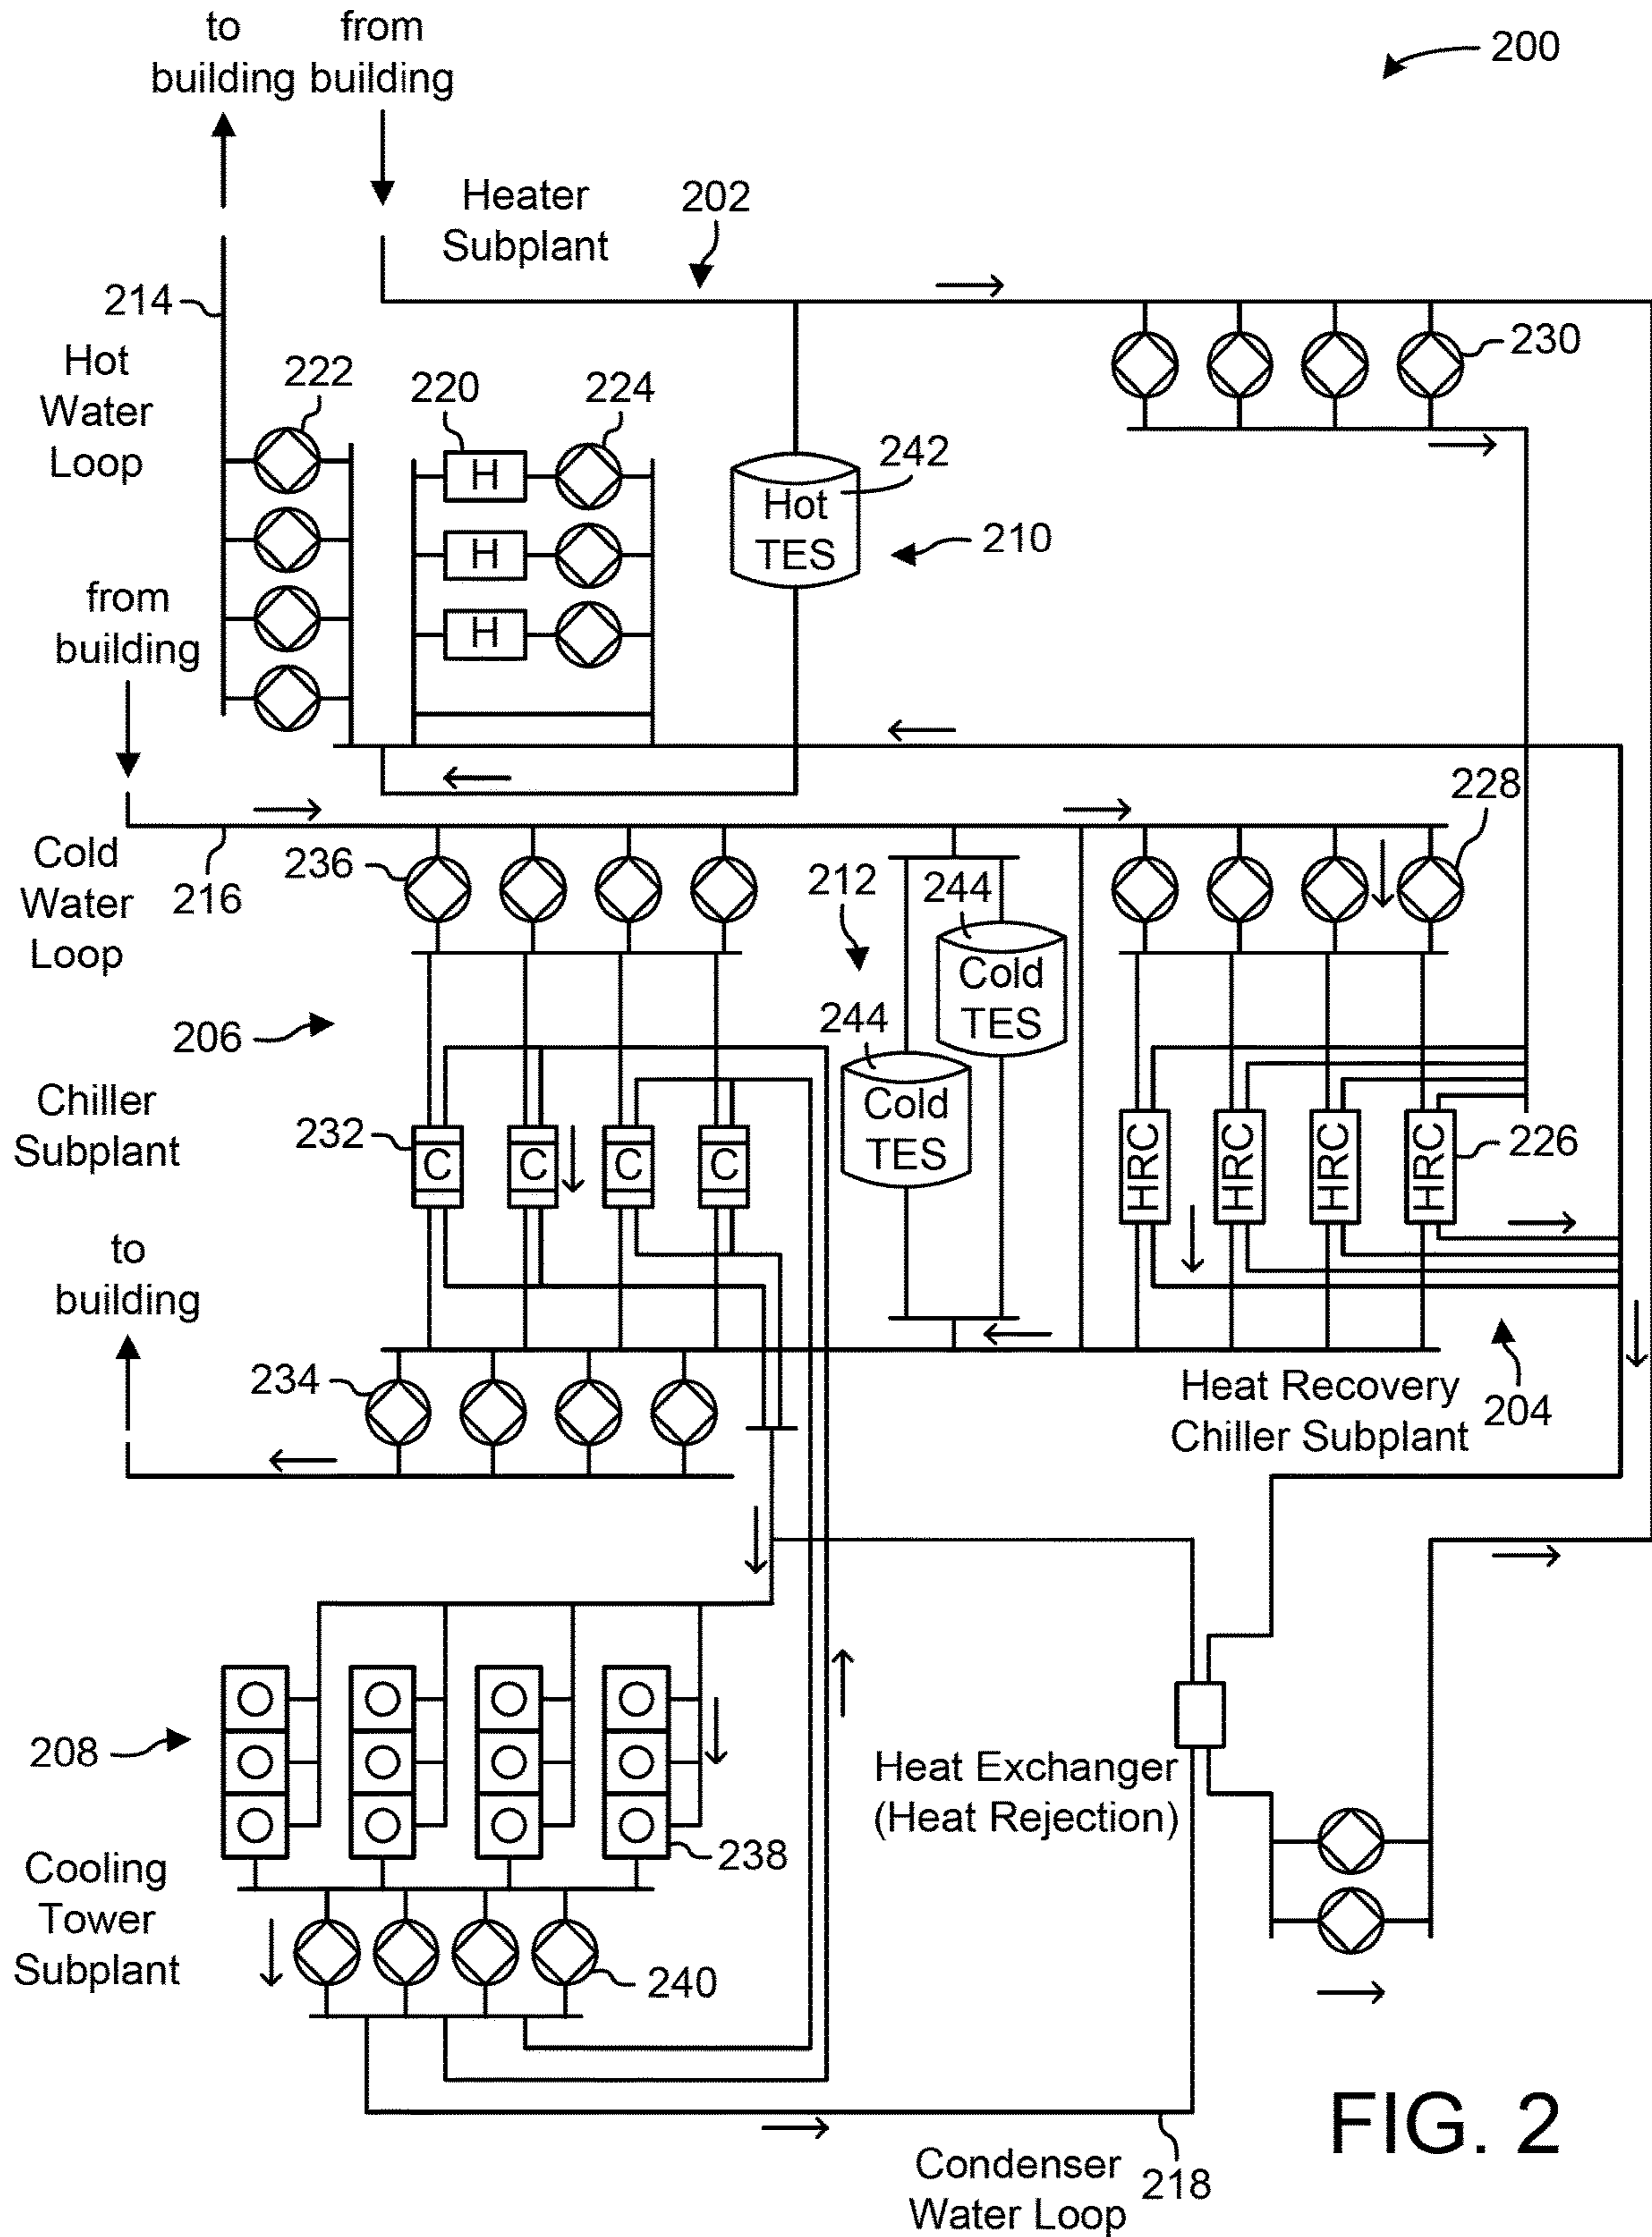 to
building
from
building
200
Heater
Subplant
202
214
Hot
Water
Loop
222
220
224
230
H
H
H
Hot
TES
242
210
from
building
228
Cold
Water
Loop
216
236
212
244
Cold
TES
244
Cold
TES
206
Chiller
Subplant
232
C
C
C
C
HRC
HRC
HRC
HRC
226
to
building
234
Heat Recovery
Chiller Subplant
204
208
Heat Exchanger
(Heat Rejection)
238
Cooling
Tower
Subplant
240
Condenser
Water Loop
218
FIG. 2